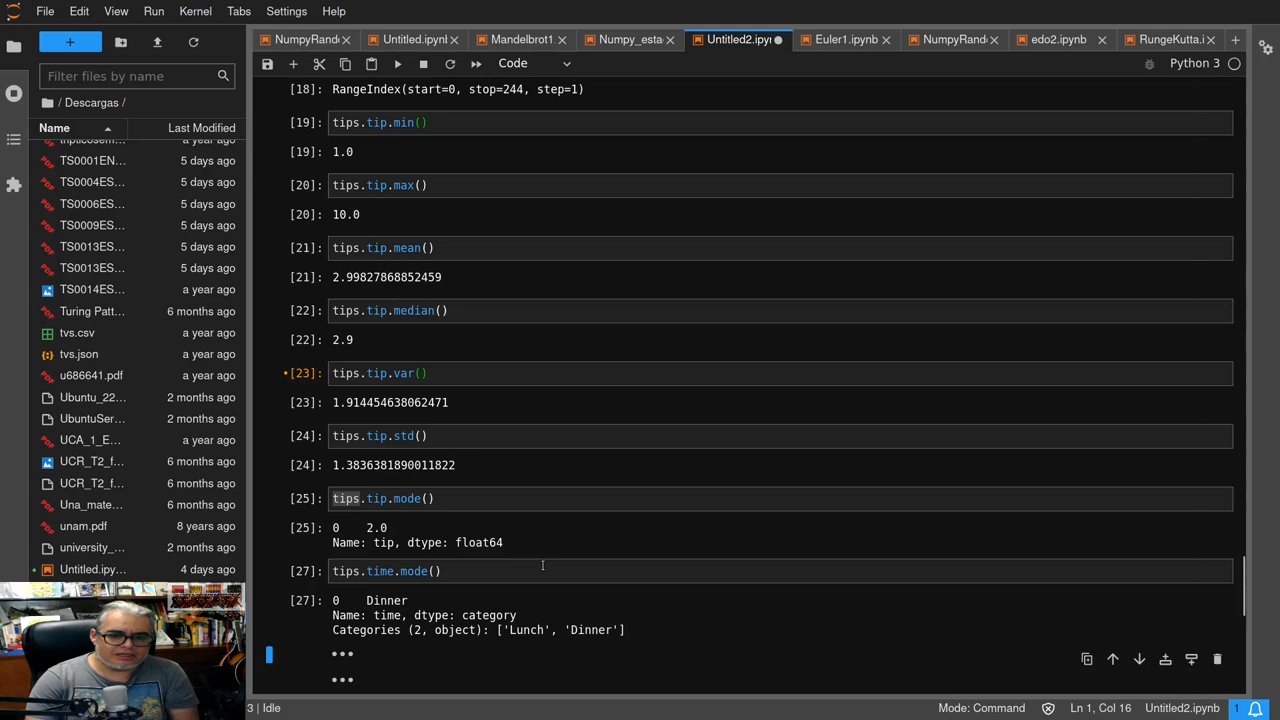 File Edit View Run Kernel Tabs Settings Help
NumpyRand Untitled.ipynl Mandelbrot1. Numpy_esta Untitled2.ipyr Euler1.ipynb NumpyRand edo2.ipynb RungeKutta.i
Filter files by name
Code
Python 3
/ Descargas /
Name Last Modified
a year ago
TS0001EN... 5 days ago
TS0004ES... 5 days ago
TS0006ES... 5 days ago
TS0009ES... 5 days ago
TS0013ES... 5 days ago
TS0013ES... 5 days ago
TS0014ES... a year ago
Turing Patt... 6 months ago
tvs.csv a year ago
tvs.json a year ago
u686641.pdf a year ago
Ubuntu_22... 2 months ago
UbuntuSer... 2 months ago
UCA_1_E... a year ago
UCR_T2_f... 6 months ago
UCR_T2_f... 6 months ago
Una_mate... 6 months ago
unam.pdf 8 years ago
university_... 2 months ago
Untitled.ipy... 4 days ago
[18]: RangeIndex(start=0, stop=244, step=1)
[19]: tips.tip.min()
[19]: 1.0
[20]: tips.tip.max()
[20]: 10.0
[21]: tips.tip.mean()
[21]: 2.99827868852459
[22]: tips.tip.median()
[22]: 2.9
•[23]: tips.tip.var()
[23]: 1.914454638062471
[24]: tips.tip.std()
[24]: 1.3836381890011822
[25]: tips.tip.mode()
[25]: 0 2.0
Name: tip, dtype: float64
[27]: tips.time.mode()
[27]: 0 Dinner
Name: time, dtype: category
Categories (2, object): ['Lunch', 'Dinner']
3 | Idle
Mode: Command Ln 1, Col 16 Untitled2.ipynb 1